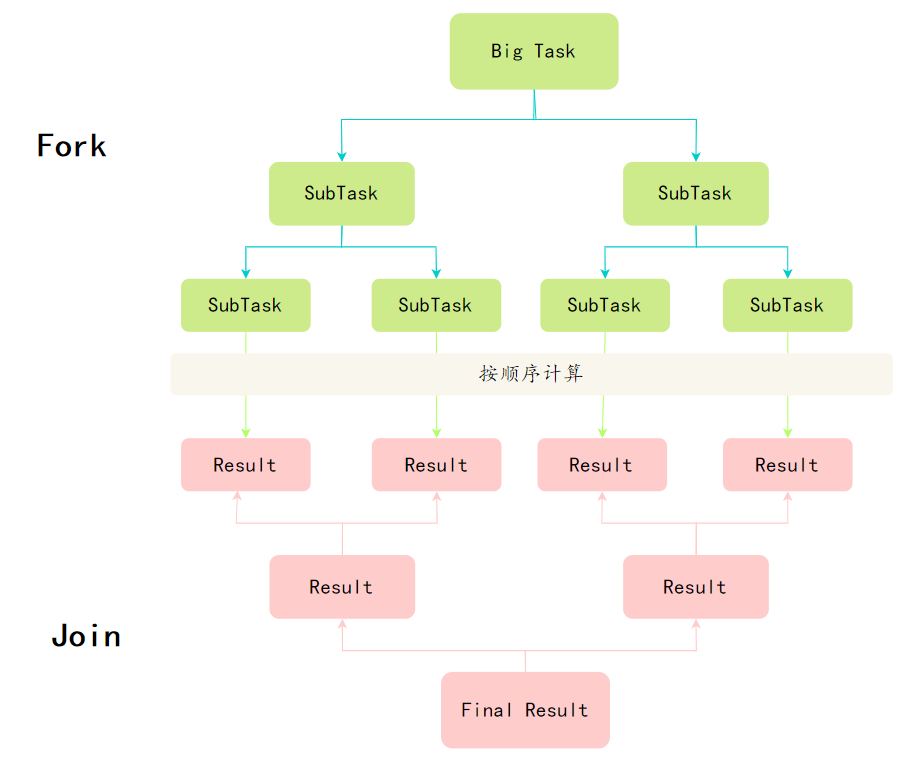 Big Task
Fork
SubTask
SubTask
SubTask
SubTask
SubTask
SubTask
按顺序计算
Result
Result
Result
Result
Result
Result
Join
Final Result